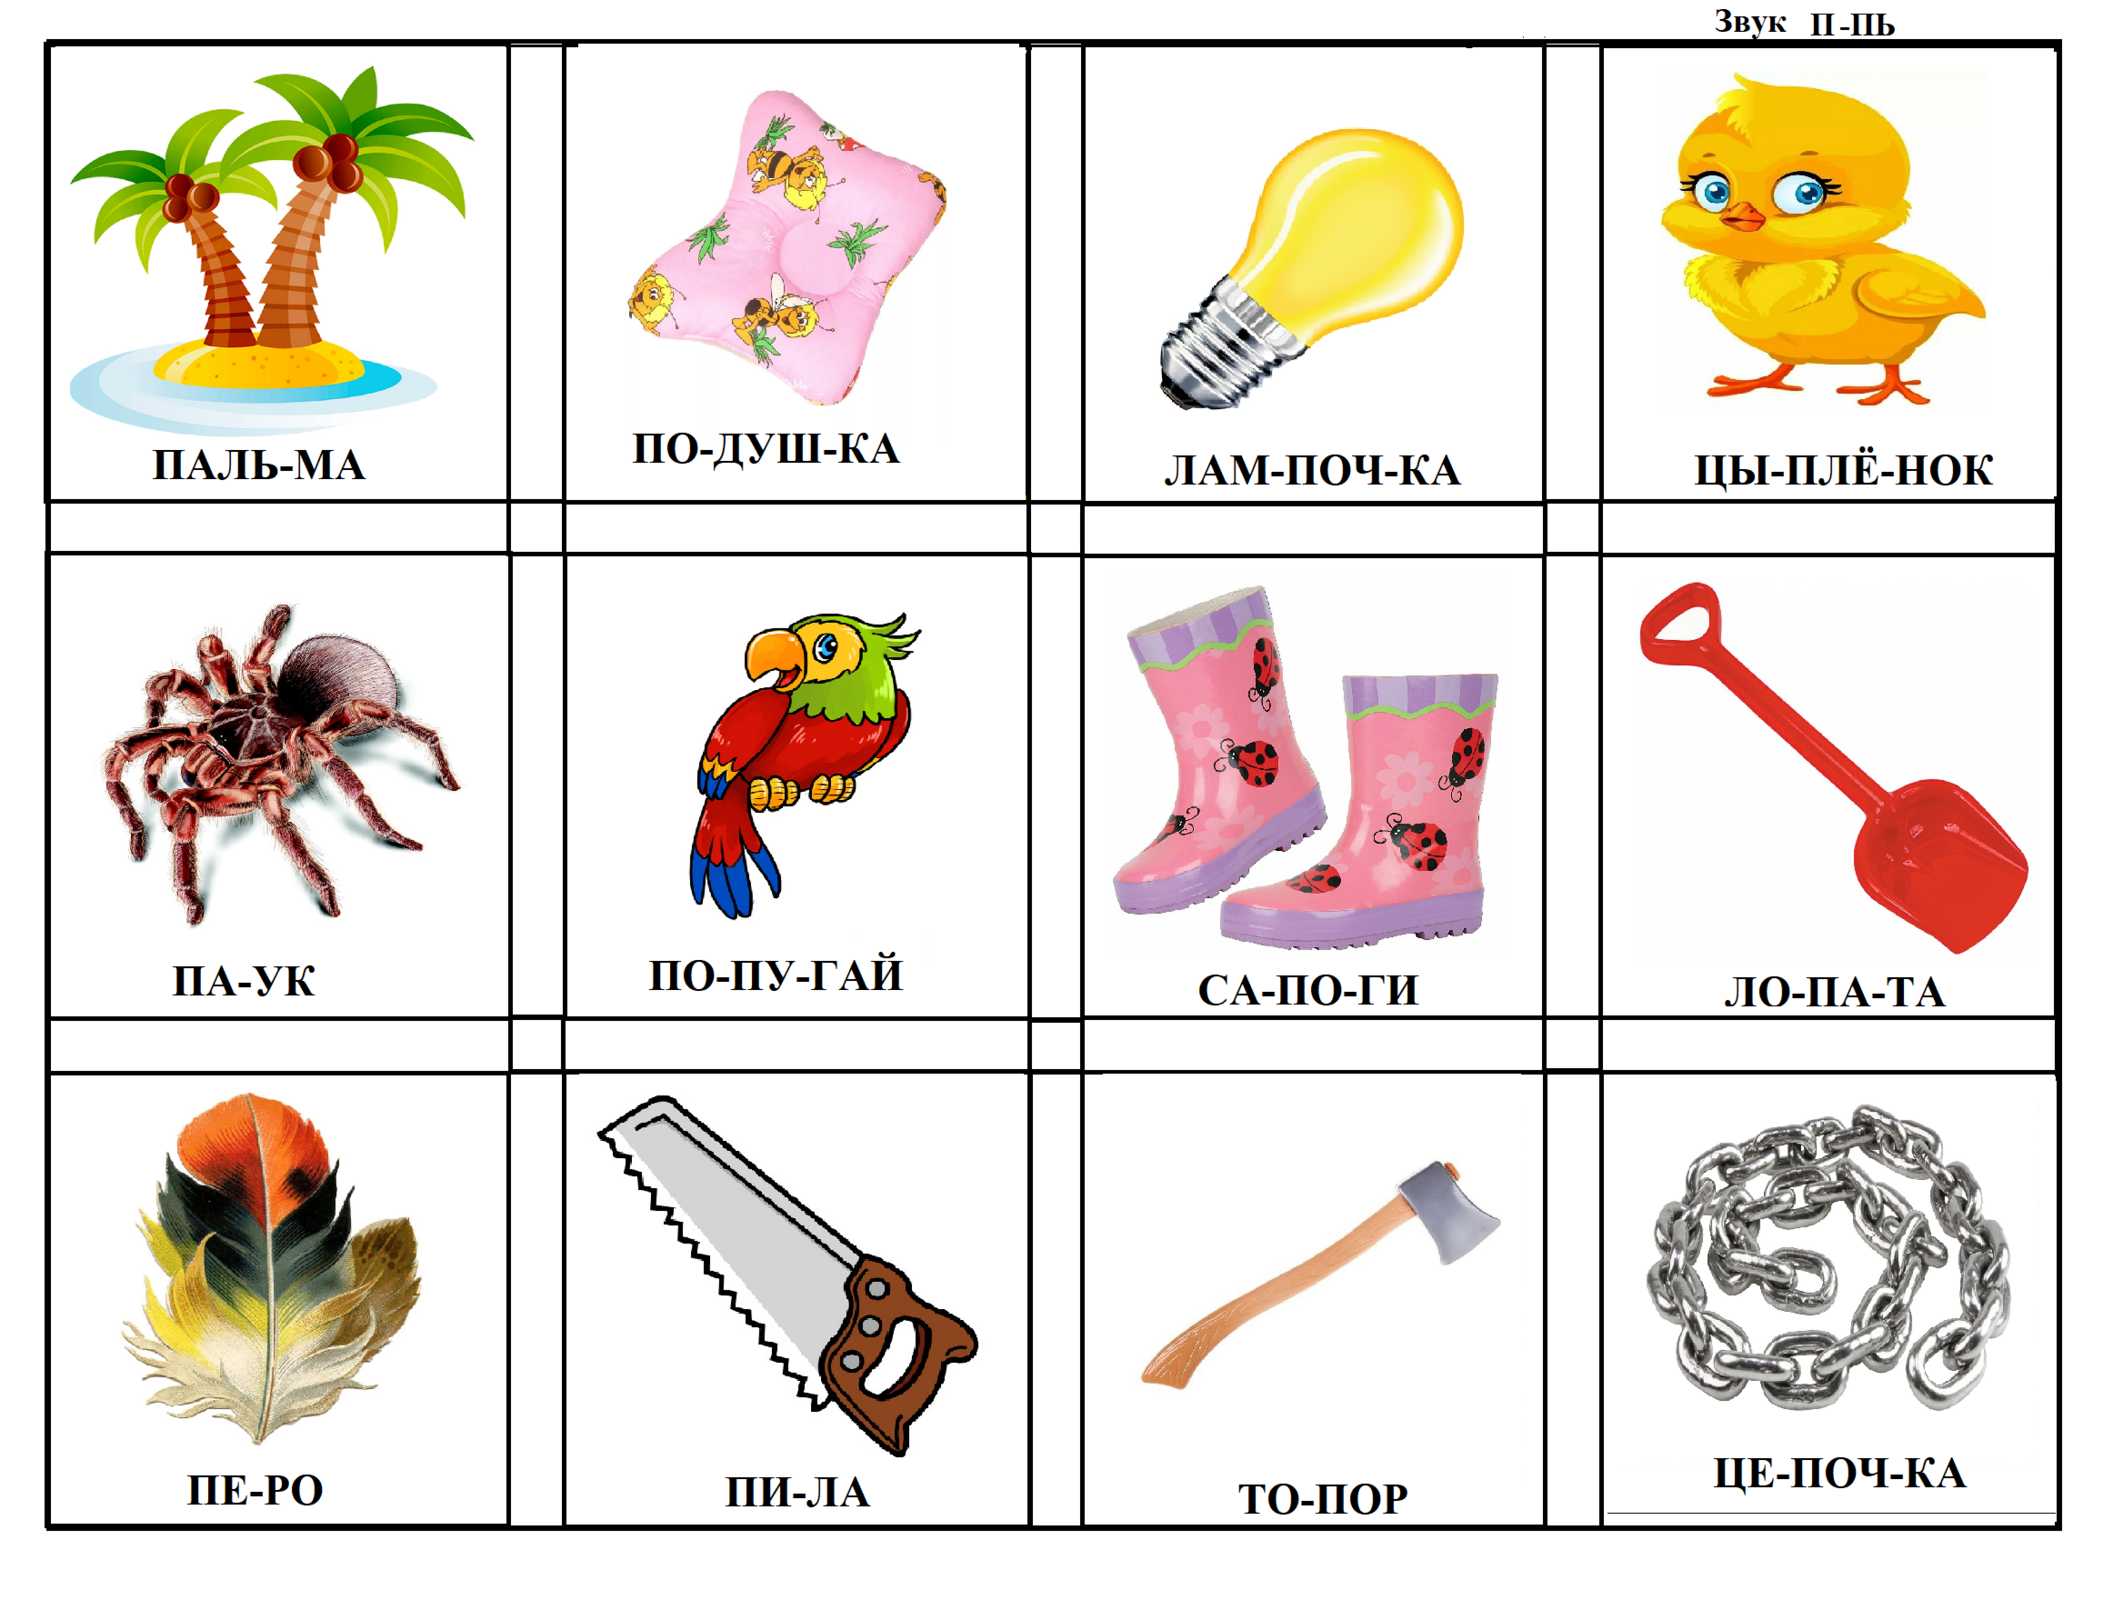 Звук П-ПЬ
ПАЛЬ-МА
ПО-ДУШ-КА
ЛАМ-ПОЧ-КА
ЦЫ-ПЛЁ-НОК
ПА-УК
ПО-ПУ-ГАЙ
СА-ПО-ГИ
ЛО-ПА-ТА
ПЕ-РО
ПИ-ЛА
ТО-ПОР
ЦЕ-ПОЧ-КА